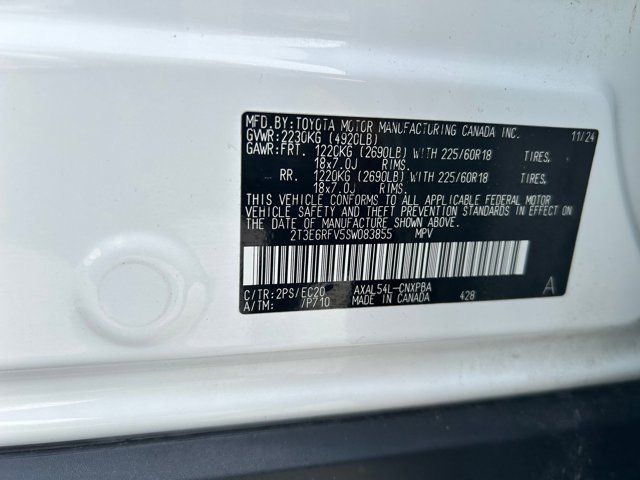 MFD.BY:TOYOTA MOTOR MANUFACTURING CANADA INC. 11/24
GVWR:2230KG (4920LB)
GAWR:FRT. 1220KG (2690LB) WITH 225/60R18 TIRES,
18x7.0J RIMS.
RR. 1220KG (2690LB) WITH 225/60R18 TIRES,
18x7.0J RIMS.
THIS VEHICLE CONFORMS TO ALL APPLICABLE FEDERAL MOTOR
VEHICLE SAFETY AND THEFT PREVENTION STANDARDS IN EFFECT ON
THE DATE OF MANUFACTURE SHOWN ABOVE.
2T3E6RFV5SW083855 MPV
C/TR:2PS/EC20 AXAL54L-CNXPBA A
A/TM: /P710 MADE IN CANADA 428